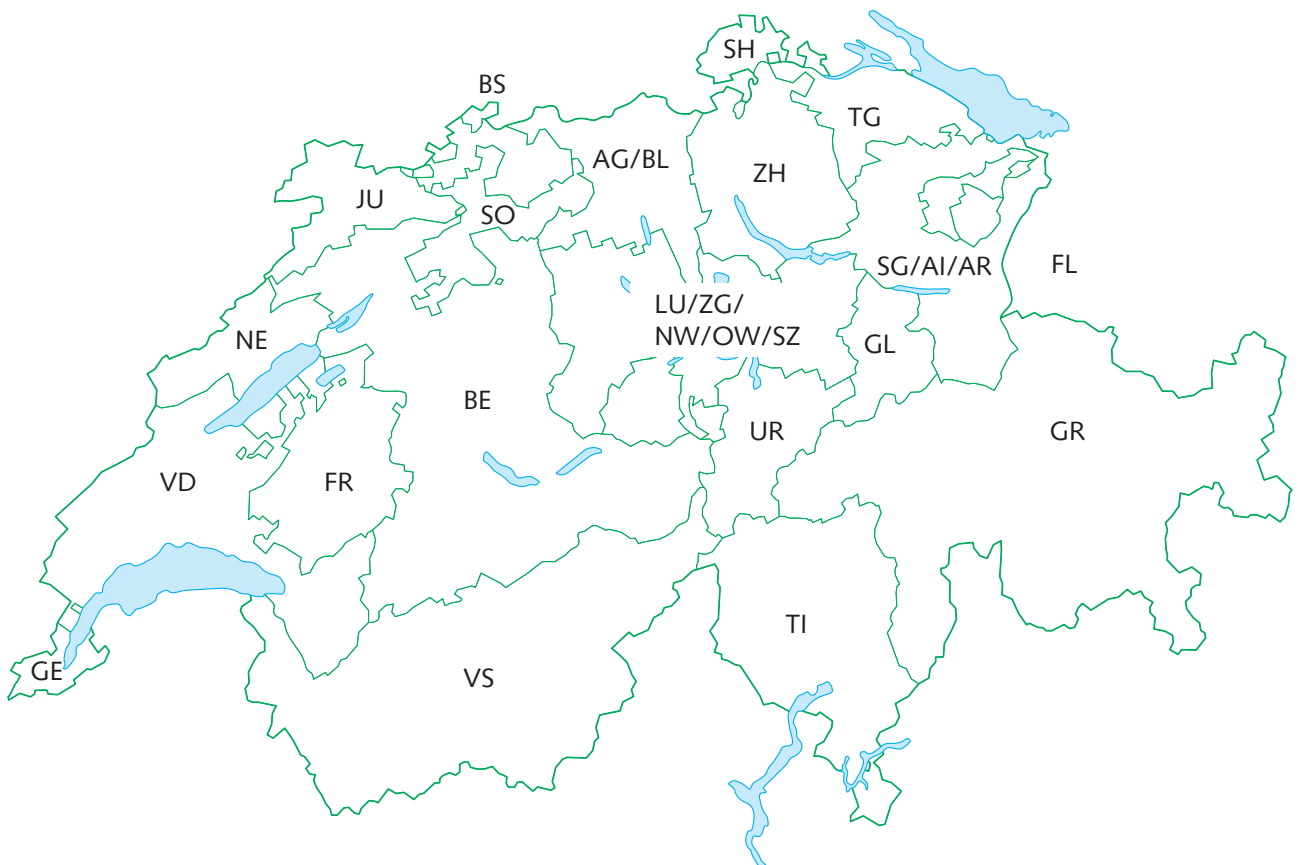 SH
BS
TG
AG/BL
ZH
JU
SO
FL
SG/AI/AR
LU/ZG/
NW/OW/SZ
NE
GL
BE
UR
GR
VD
FR
TI
GE
VS